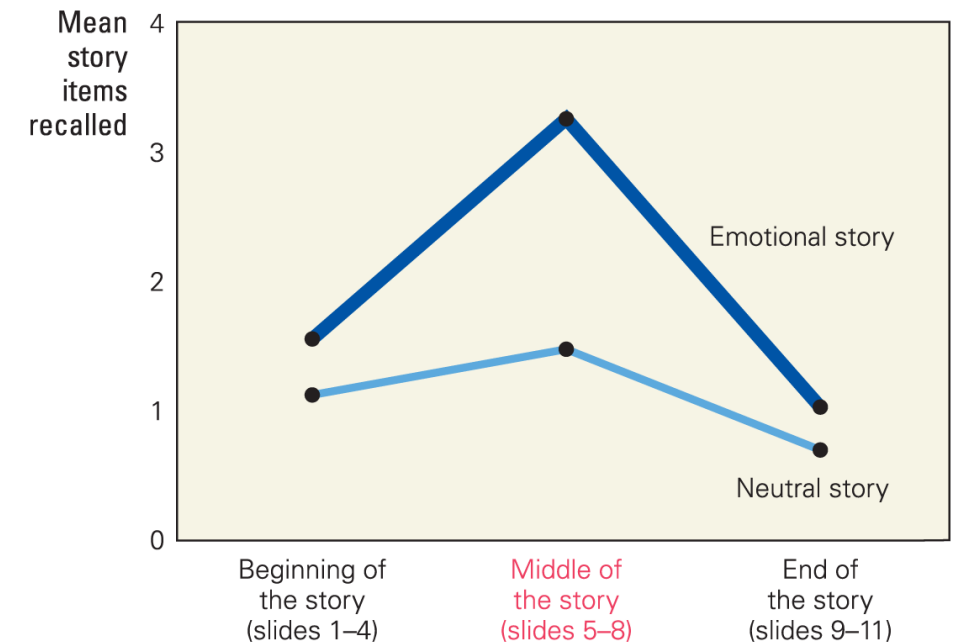 Mean
story
items
recalled
4
3
2
1
0
Emotional story
Neutral story
Beginning of
the story
(slides 1–4)
Middle of
the story
(slides 5–8)
End of
the story
(slides 9–11)